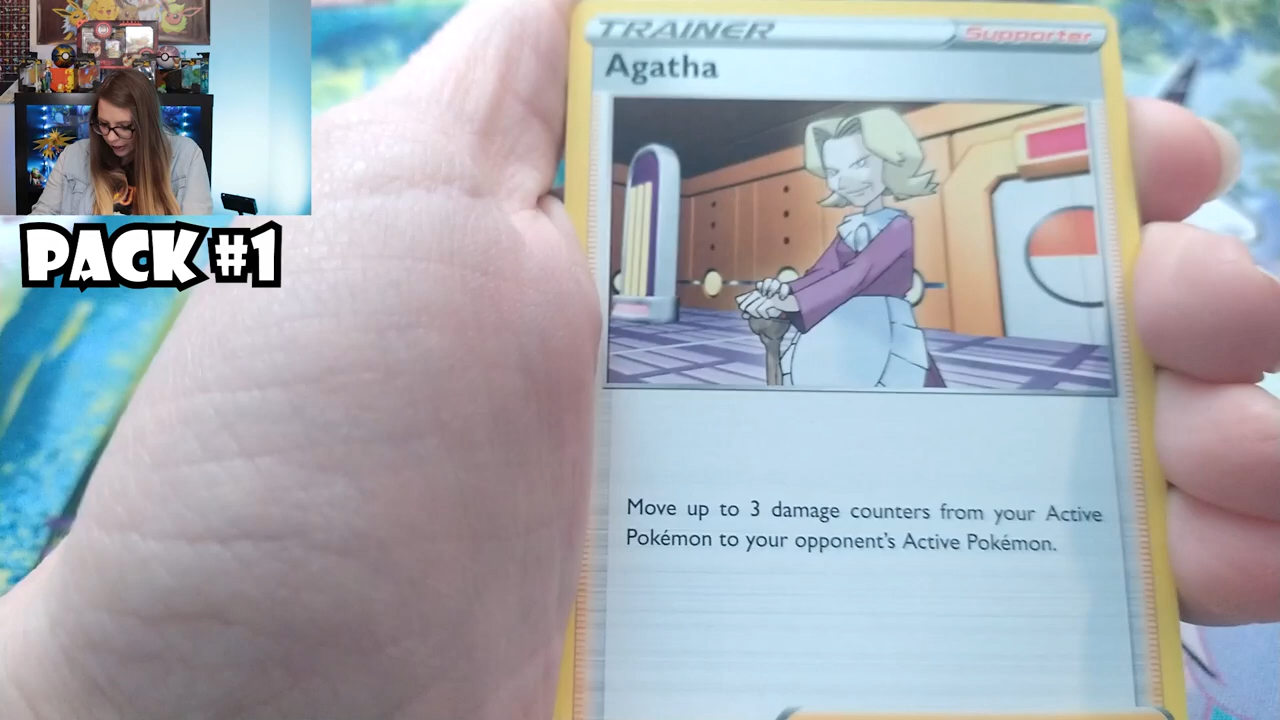 TRAINER
Supporter
Agatha
PACK #1
Move up to 3 damage counters from your Active
Pokémon to your opponent's Active Pokémon.